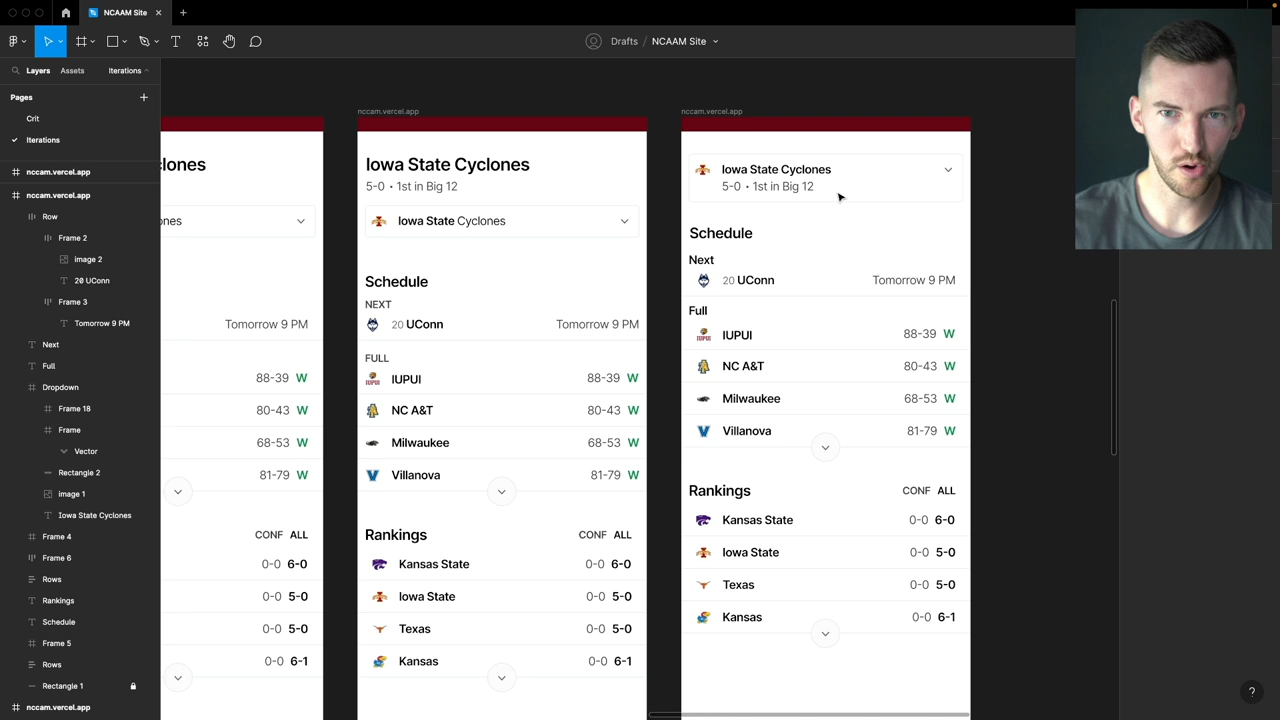 NCAAM Site
Drafts / NCAAM Site
Layers
Assets
Iterations
Pages
Crit
Iterations
nccam.vercel.app
nccam.vercel.app
Row
Frame 2
image 2
20 UConn
Frame 3
Tomorrow 9 PM
Next
Full
Dropdown
Frame 18
Frame
Vector
Rectangle 2
image 1
Iowa State Cyclones
Frame 4
Frame 6
Rows
Rankings
Schedule
Frame 5
Rows
Rectangle 1
nccam.vercel.app
clones
ones
Tomorrow 9 PM
88-39 W
80-43 W
68-53 W
81-79 W
CONF ALL
0-0 6-0
0-0 5-0
0-0 5-0
0-0 6-1
nccam.vercel.app
Iowa State Cyclones
5-0 • 1st in Big 12
Iowa State Cyclones
Schedule
NEXT
20 UConn Tomorrow 9 PM
FULL
IUPUI 88-39 W
NC A&T 80-43 W
Milwaukee 68-53 W
Villanova 81-79 W
Rankings CONF ALL
Kansas State 0-0 6-0
Iowa State 0-0 5-0
Texas 0-0 5-0
Kansas 0-0 6-1
nccam.vercel.app
Iowa State Cyclones
5-0 • 1st in Big 12
Schedule
Next
20 UConn Tomorrow 9 PM
Full
IUPUI 88-39 W
NC A&T 80-43 W
Milwaukee 68-53 W
Villanova 81-79 W
Rankings CONF ALL
Kansas State 0-0 6-0
Iowa State 0-0 5-0
Texas 0-0 5-0
Kansas 0-0 6-1
?